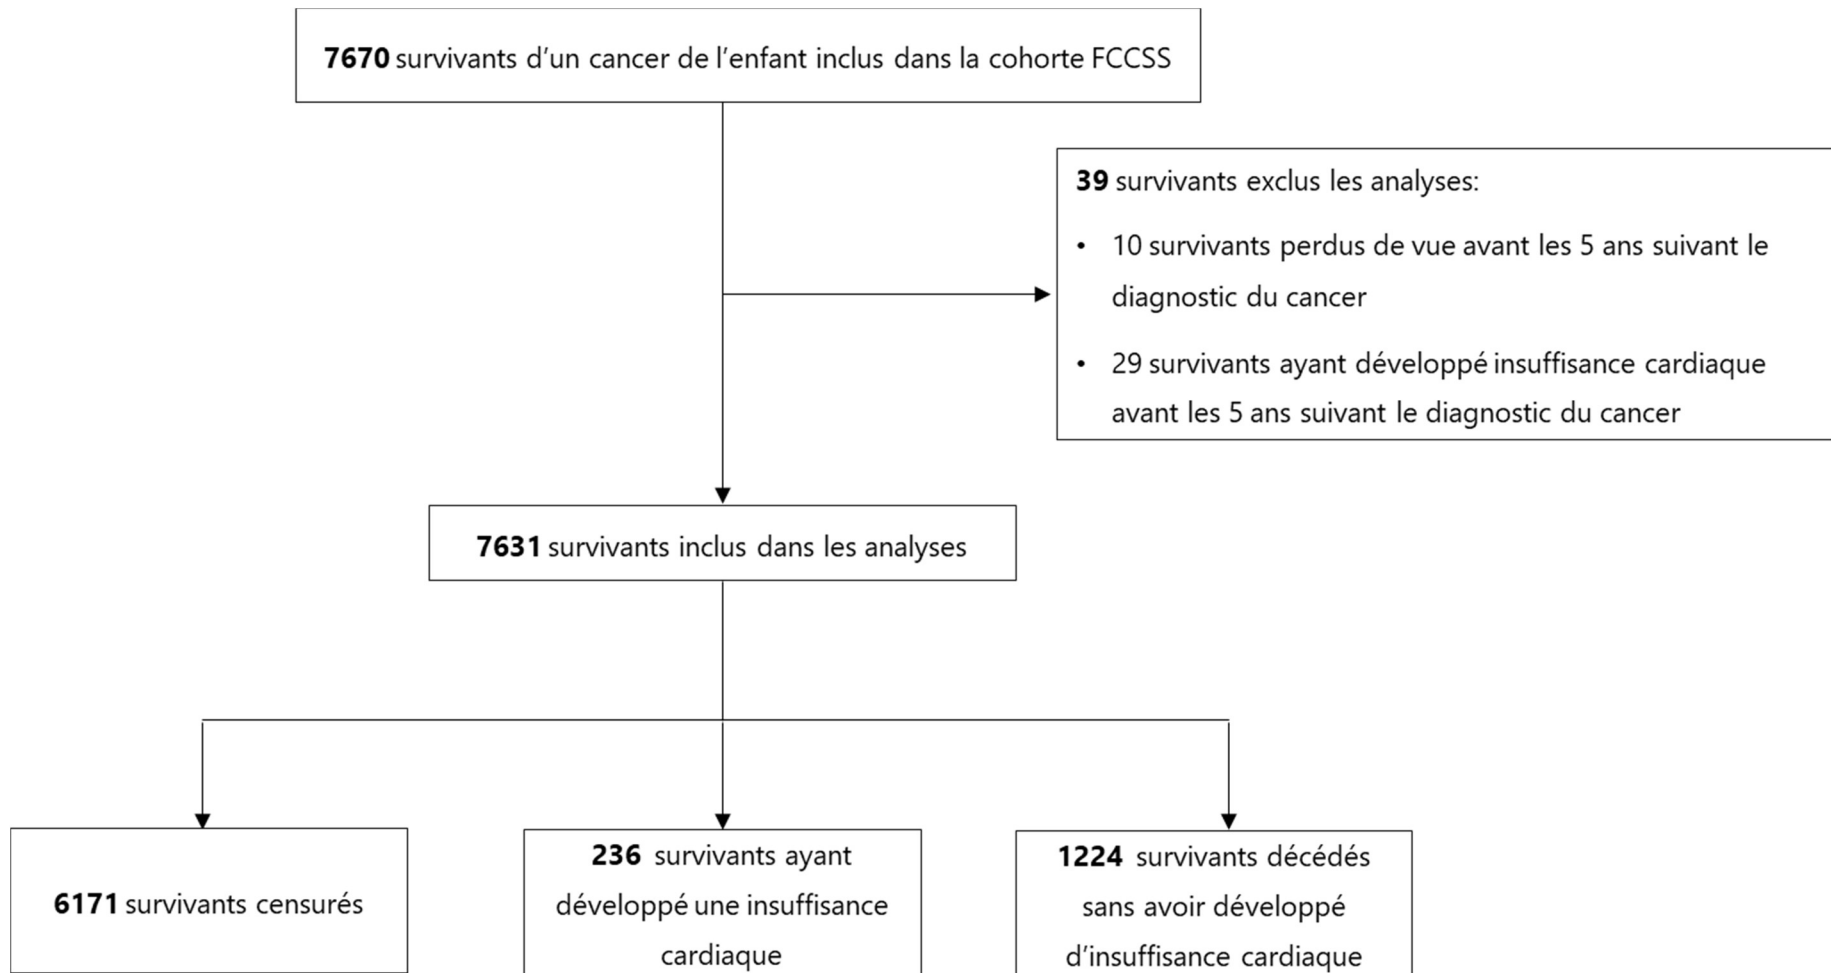 7670 survivants d’un cancer de l’enfant inclus dans la cohorte FCCSS
39 survivants exclus les analyses:
• 10 survivants perdus de vue avant les 5 ans suivant le
diagnostic du cancer
• 29 survivants ayant développé insuffisance cardiaque
avant les 5 ans suivant le diagnostic du cancer
7631 survivants inclus dans les analyses
6171 survivants censurés
236 survivants ayant
développé une insuffisance
cardiaque
1224 survivants décédés
sans avoir développé
d’insuffisance cardiaque